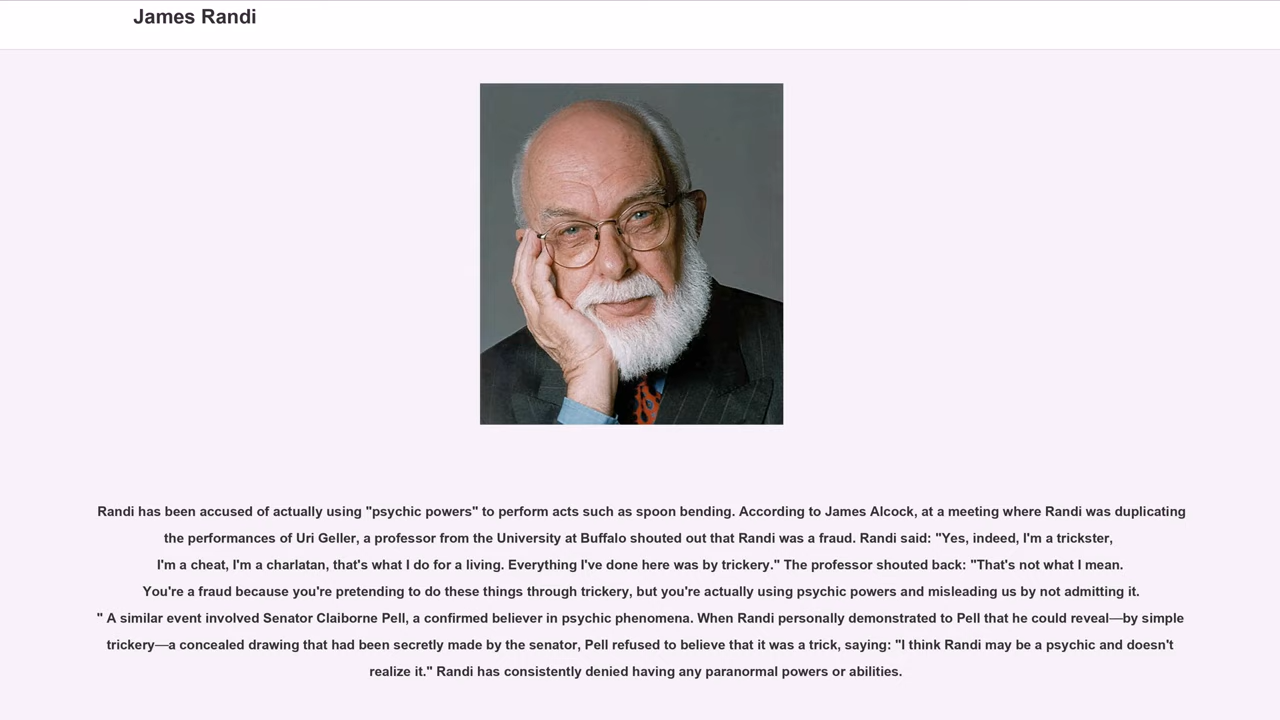 James Randi
Randi has been accused of actually using "psychic powers" to perform acts such as spoon bending. According to James Alcock, at a meeting where Randi was duplicating
the performances of Uri Geller, a professor from the University at Buffalo shouted out that Randi was a fraud. Randi said: "Yes, indeed, I'm a trickster,
I'm a cheat, I'm a charlatan, that's what I do for a living. Everything I've done here was by trickery." The professor shouted back: "That's not what I mean.
You're a fraud because you're pretending to do these things through trickery, but you're actually using psychic powers and misleading us by not admitting it.
" A similar event involved Senator Claiborne Pell, a confirmed believer in psychic phenomena. When Randi personally demonstrated to Pell that he could reveal—by simple
trickery—a concealed drawing that had been secretly made by the senator, Pell refused to believe that it was a trick, saying: "I think Randi may be a psychic and doesn't
realize it." Randi has consistently denied having any paranormal powers or abilities.